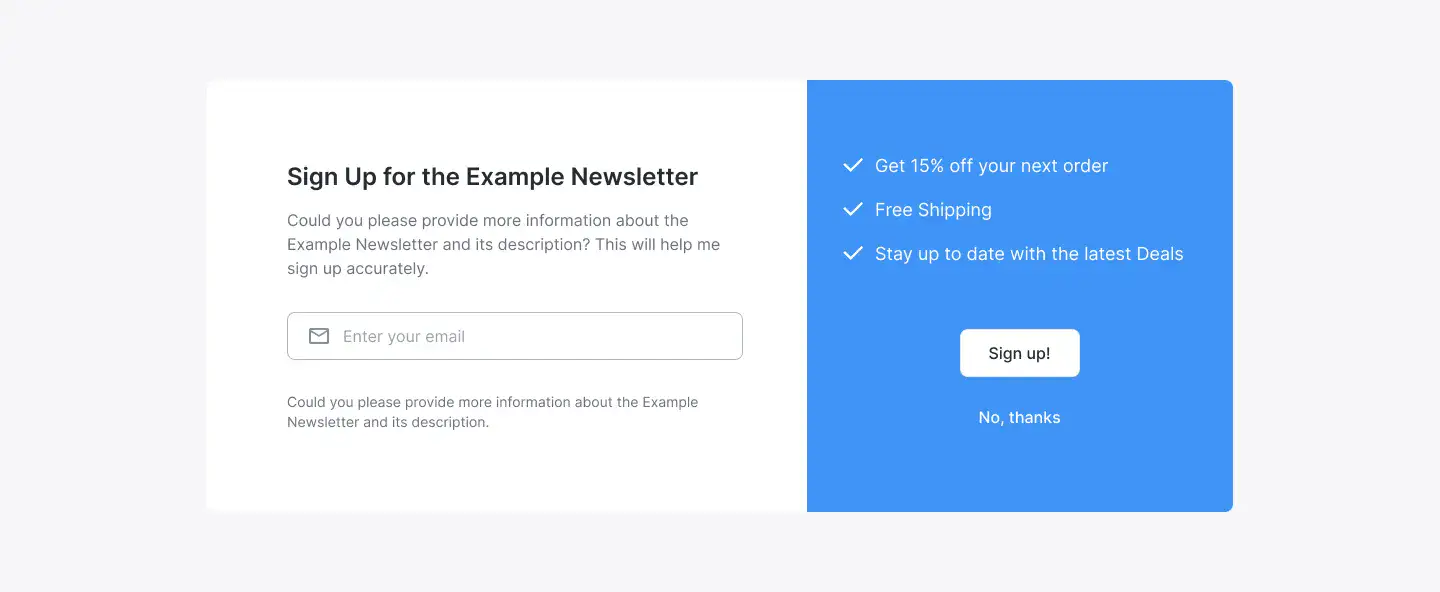 Sign Up for the Example Newsletter
Could you please provide more information about the
Example Newsletter and its description? This will help me
sign up accurately.
Enter your email
Could you please provide more information about the Example
Newsletter and its description.
Get 15% off your next order
Free Shipping
Stay up to date with the latest Deals
Sign up!
No, thanks